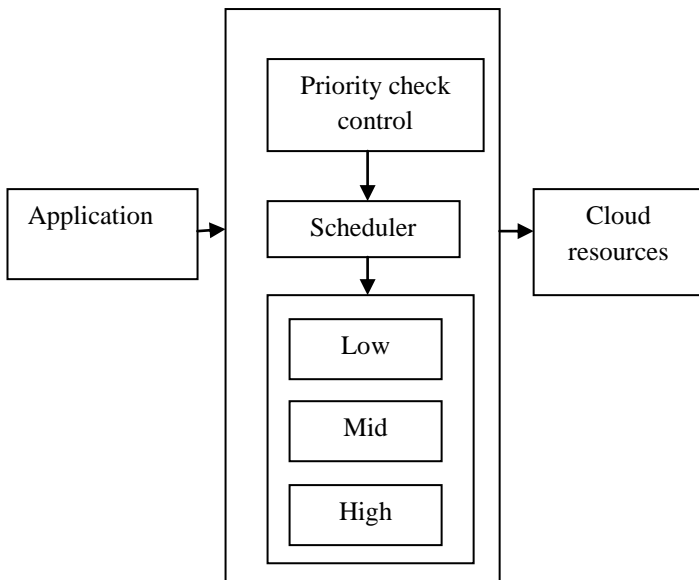 Priority check
control
Application
Scheduler
Cloud
resources
Low
Mid
High